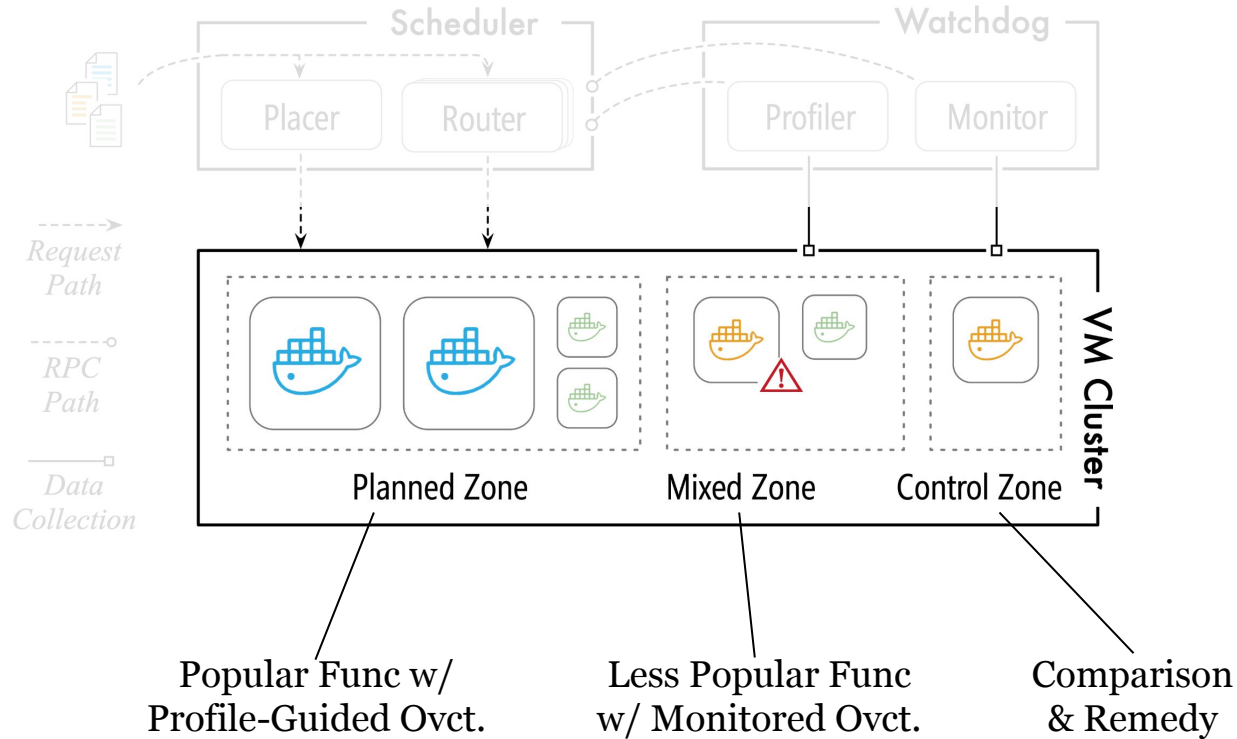 Scheduler
Watchdog
Placer
Router
Profiler
Monitor
Request
Path
RPC
Path
Data
Collection
VM Cluster
Planned Zone
Mixed Zone
Control Zone
Popular Func w/
Profile-Guided Ovct.
Less Popular Func
w/ Monitored Ovct.
Comparison
& Remedy